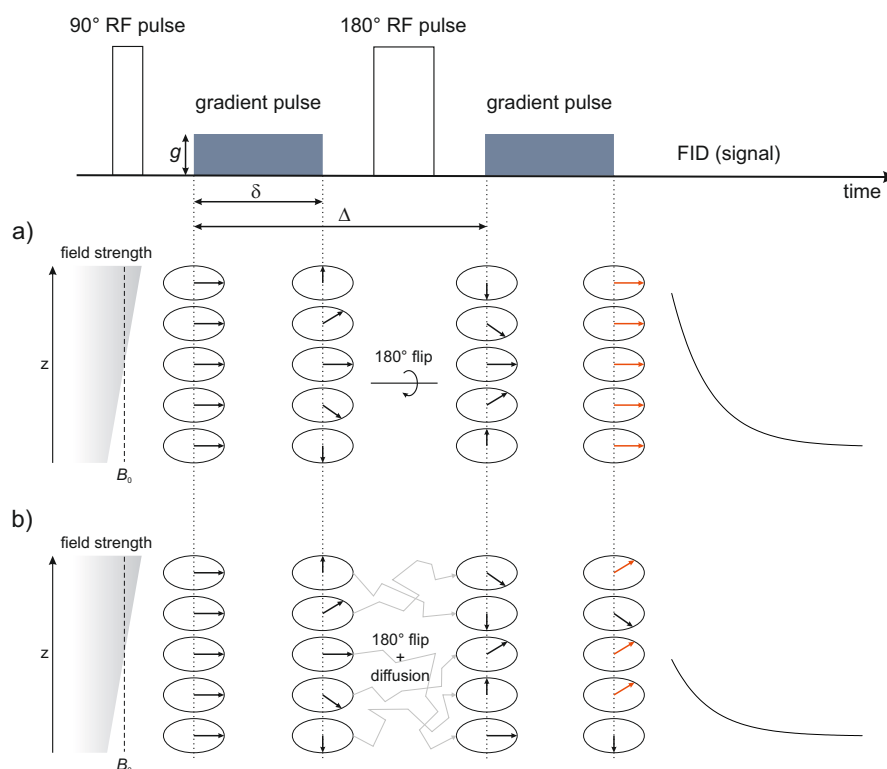 90° RF pulse
180° RF pulse
gradient pulse
gradient pulse
g
FID (signal)
time
δ
Δ
a)
field strength
z
180° flip
B₀
b)
field strength
z
180° flip
+
diffusion
B₀